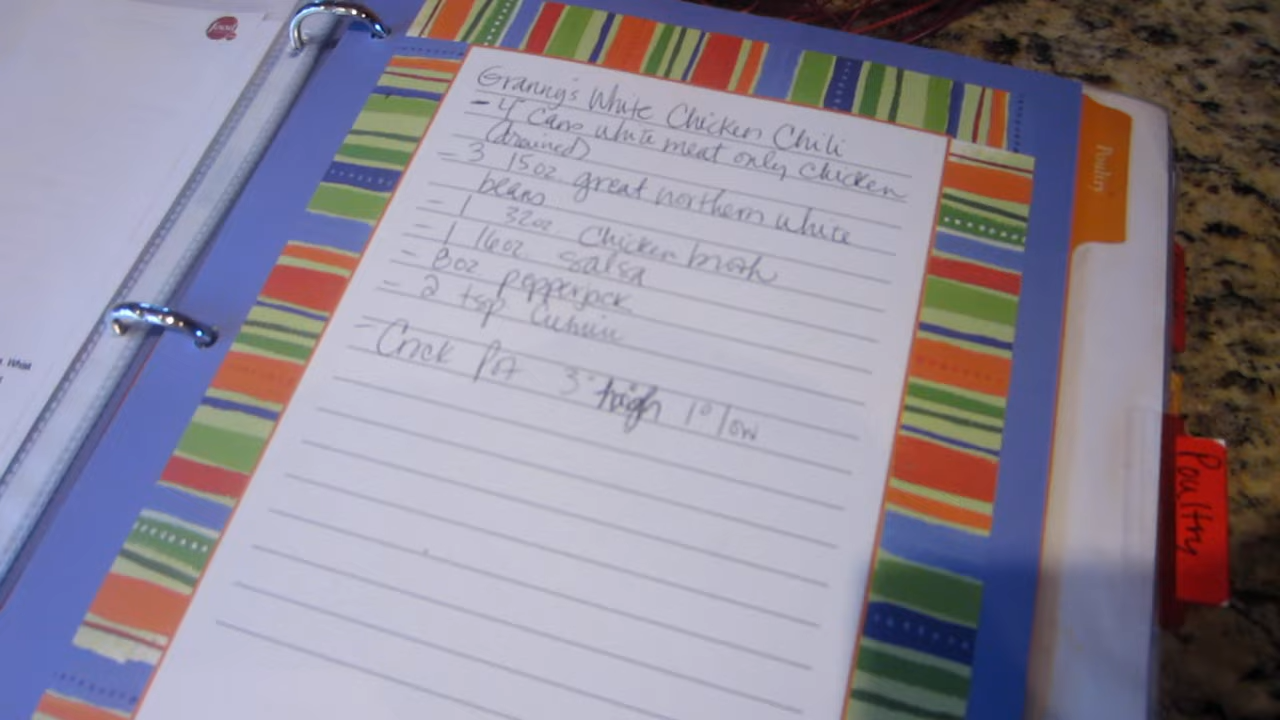 Granny's White Chicken Chili
- 4 cans white meat only chicken
(drained)
- 3 15oz great northern white
beans
- 1 32oz Chicken broth
- 1 16oz salsa
- 8oz pepperjack
- 2 tsp Cumin
- Crock Pot 3° high 1° low
Poultry
Poultry
What